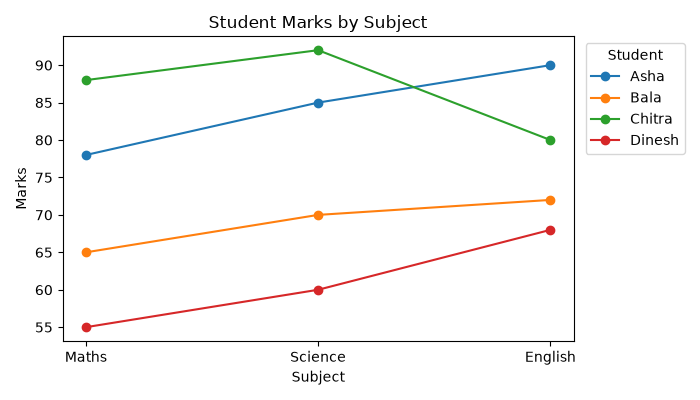 Student Marks by Subject
Student
Asha
Bala
Chitra
Dinesh
Marks
90
85
80
75
70
65
60
55
Maths Science English
Subject